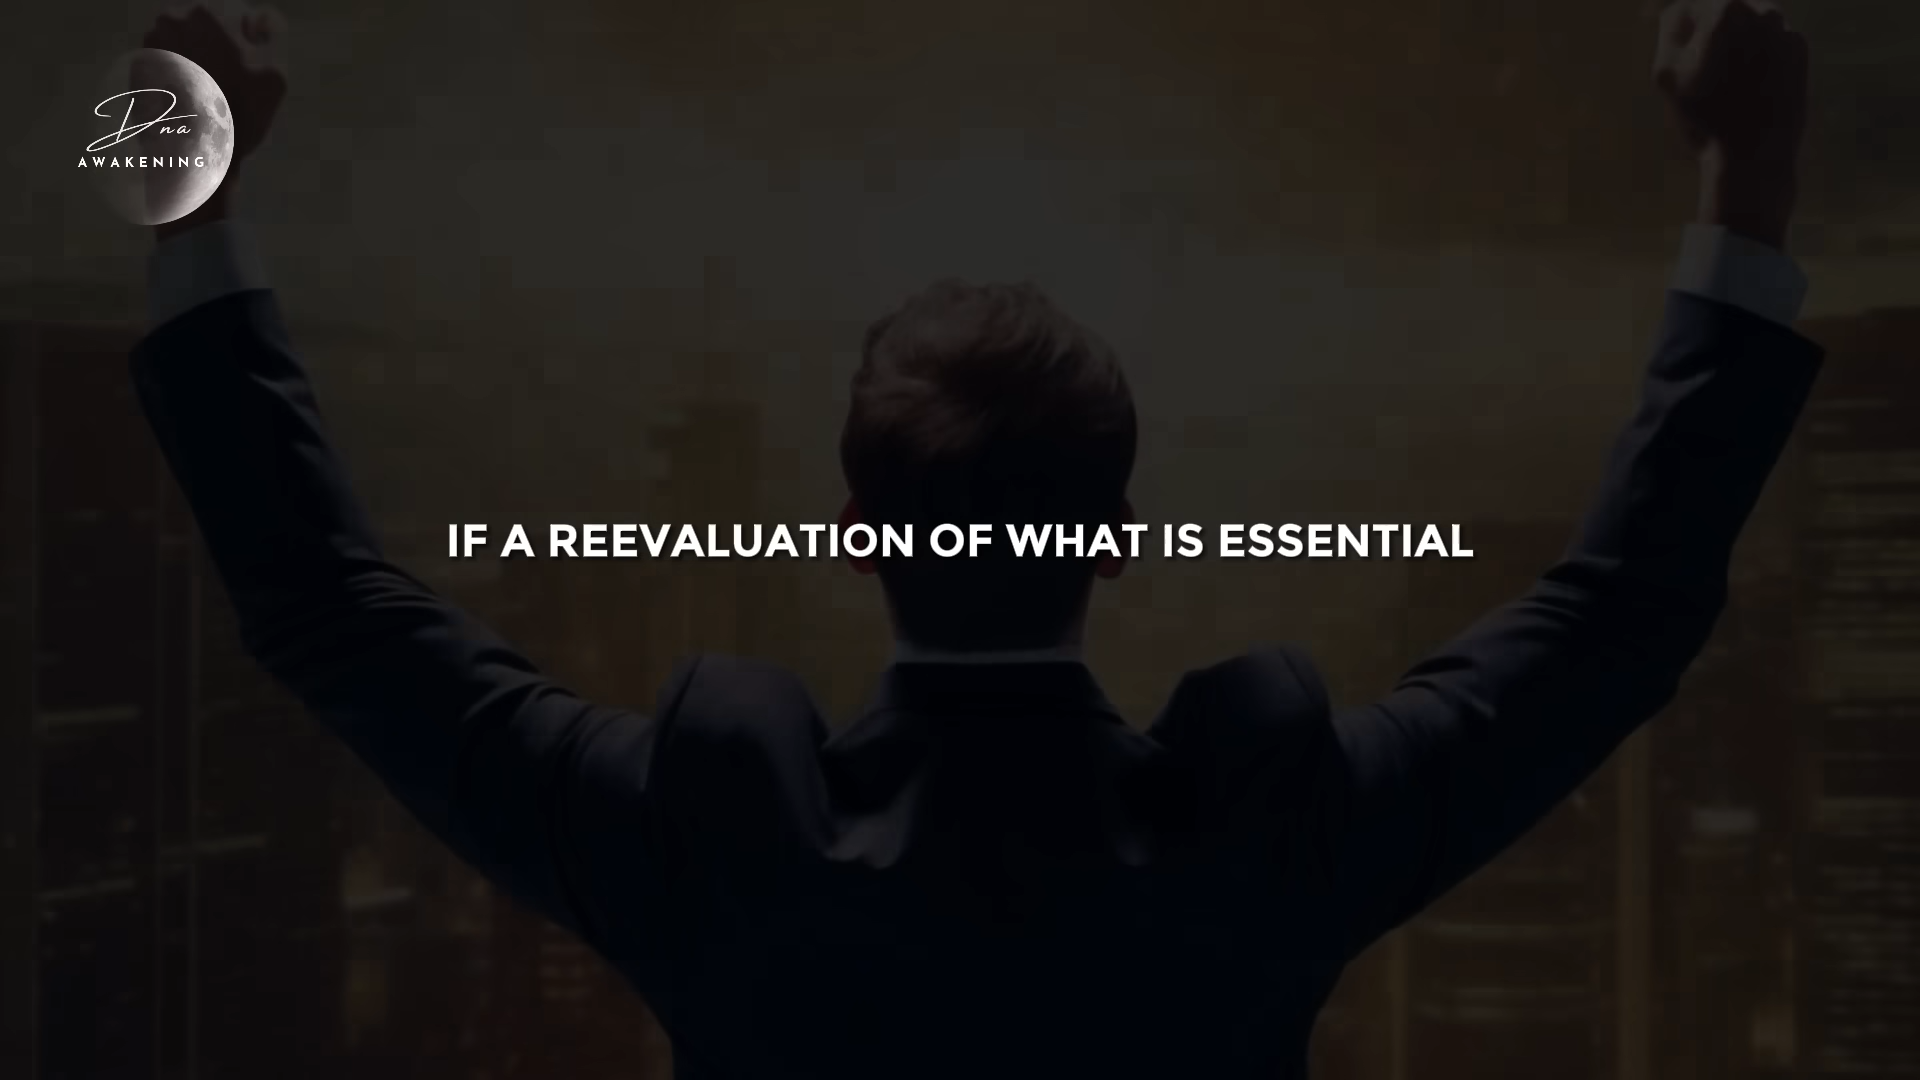 Dna
AWAKENING
IF A REEVALUATION OF WHAT IS ESSENTIAL